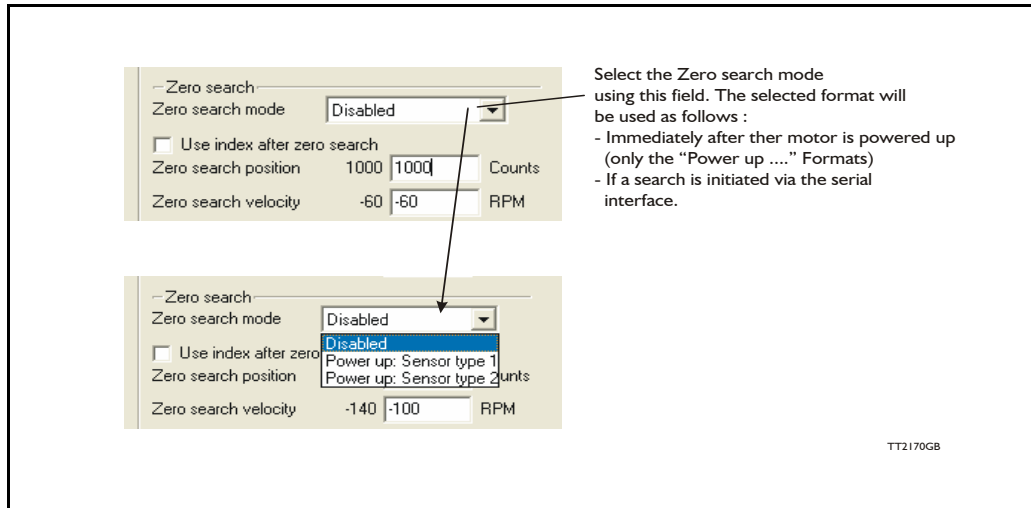 Zero search
Zero search mode Disabled
Use index after zero search
Zero search position 1000 1000 Counts
Zero search velocity -60 -60 RPM
Select the Zero search mode
using this field. The selected format will
be used as follows :
- Immediately after ther motor is powered up
(only the “Power up ....” Formats)
- If a search is initiated via the serial
interface.
Zero search
Zero search mode Disabled
Disabled
Use index after zero
Power up: Sensor type 1
Zero search position
Power up: Sensor type 2
unts
Zero search velocity -140 -100 RPM
TT2170GB